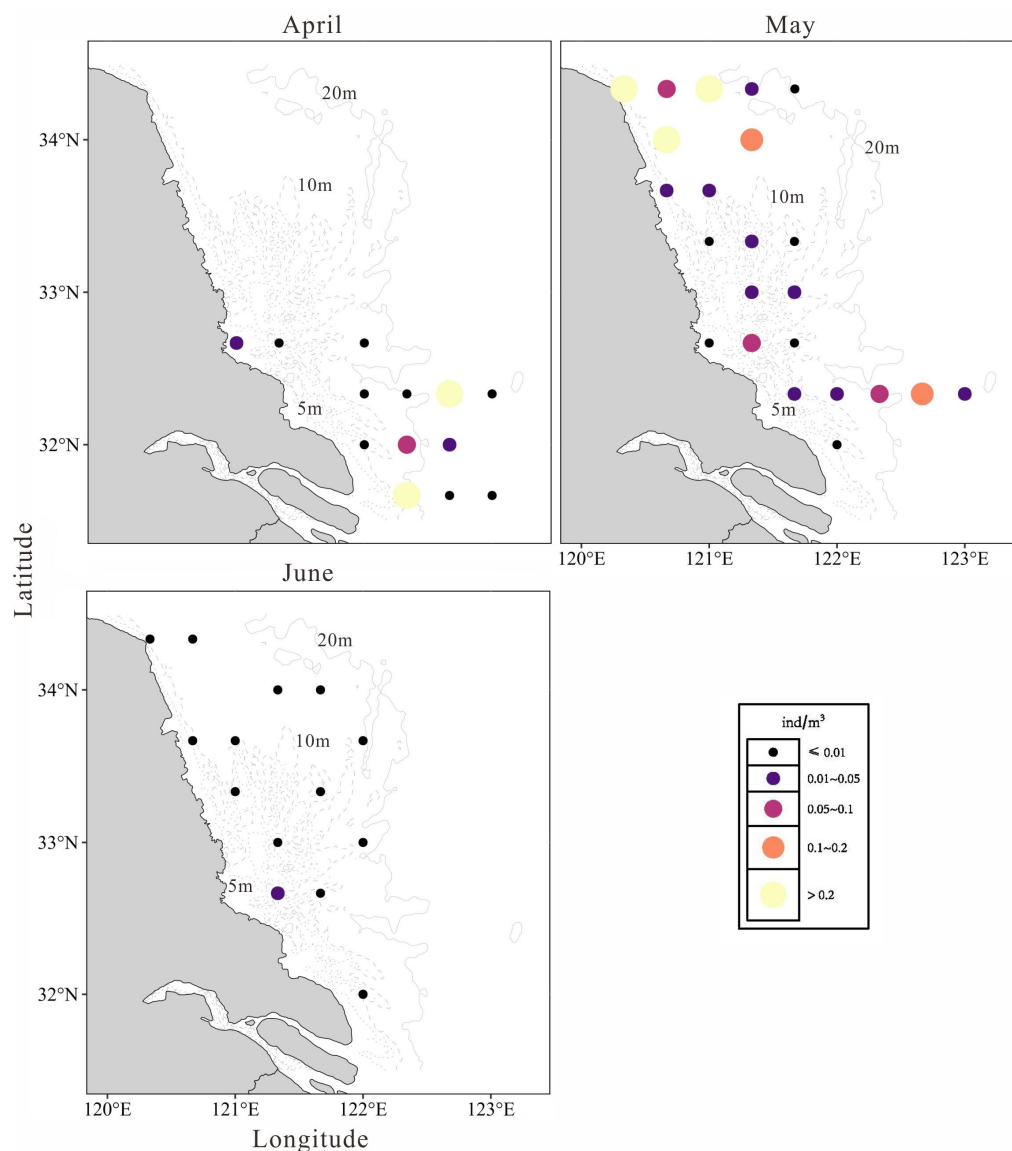 April
May
20m
34°N
10m
33°N
5m
32°N
20m
10m
5m
120°E
121°E
122°E
123°E
Latitude
June
20m
34°N
10m
33°N
5m
32°N
120°E
121°E
122°E
123°E
Longitude
ind/m³
⩽ 0.01
0.01~0.05
0.05~0.1
0.1~0.2
> 0.2